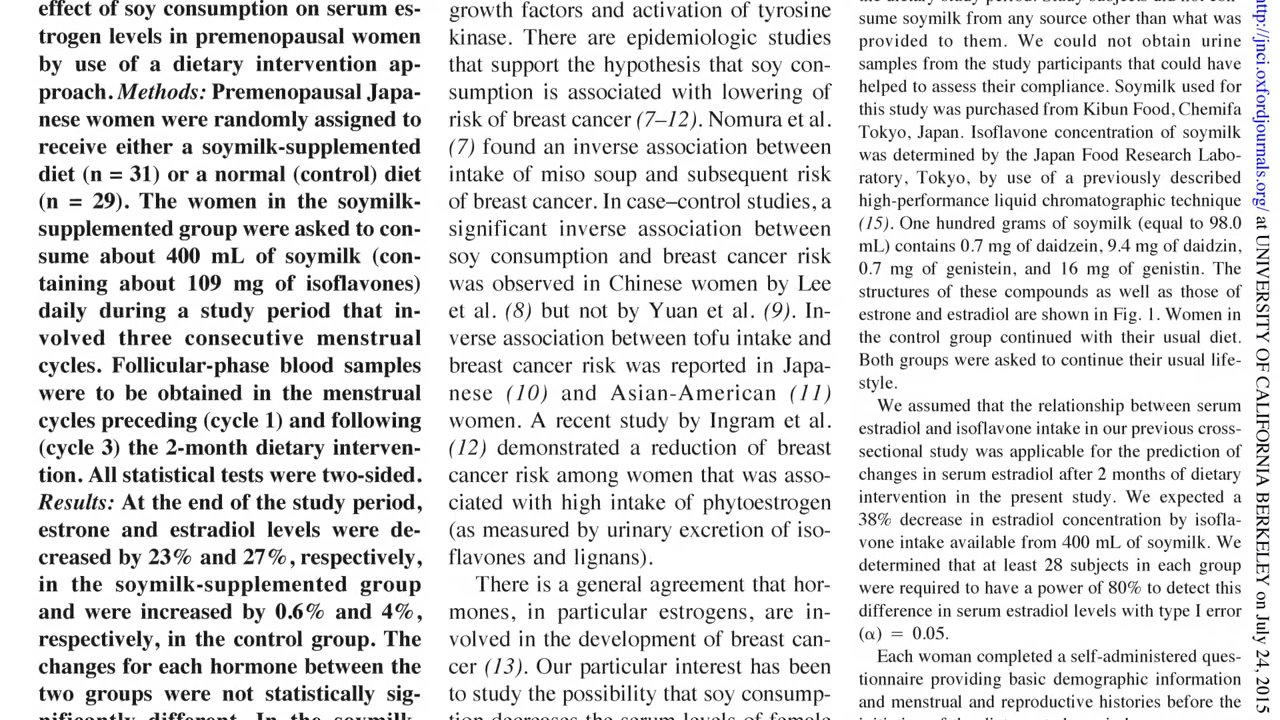 effect of soy consumption on serum es-
trogen levels in premenopausal women
by use of a dietary intervention ap-
proach. Methods: Premenopausal Japa-
nese women were randomly assigned to
receive either a soymilk-supplemented
diet (n = 31) or a normal (control) diet
(n = 29). The women in the soymilk-
supplemented group were asked to con-
sume about 400 mL of soymilk (con-
taining about 109 mg of isoflavones)
daily during a study period that in-
volved three consecutive menstrual
cycles. Follicular-phase blood samples
were to be obtained in the menstrual
cycles preceding (cycle 1) and following
(cycle 3) the 2-month dietary interven-
tion. All statistical tests were two-sided.
Results: At the end of the study period,
estrone and estradiol levels were de-
creased by 23% and 27%, respectively,
in the soymilk-supplemented group
and were increased by 0.6% and 4%,
respectively, in the control group. The
changes for each hormone between the
two groups were not statistically sig-
nificantly different. In the soymilk-
growth factors and activation of tyrosine
kinase. There are epidemiologic studies
that support the hypothesis that soy con-
sumption is associated with lowering of
risk of breast cancer (7–12). Nomura et al.
(7) found an inverse association between
intake of miso soup and subsequent risk
of breast cancer. In case–control studies, a
significant inverse association between
soy consumption and breast cancer risk
was observed in Chinese women by Lee
et al. (8) but not by Yuan et al. (9). In-
verse association between tofu intake and
breast cancer risk was reported in Japa-
nese (10) and Asian-American (11)
women. A recent study by Ingram et al.
(12) demonstrated a reduction of breast
cancer risk among women that was asso-
ciated with high intake of phytoestrogen
(as measured by urinary excretion of iso-
flavones and lignans).
There is a general agreement that hor-
mones, in particular estrogens, are in-
volved in the development of breast can-
cer (13). Our particular interest has been
to study the possibility that soy consump-
tion decreases the serum levels of female
sume soymilk from any source other than what was
provided to them. We could not obtain urine
samples from the study participants that could have
helped to assess their compliance. Soymilk used for
this study was purchased from Kibun Food, Chemifa
Tokyo, Japan. Isoflavone concentration of soymilk
was determined by the Japan Food Research Labo-
ratory, Tokyo, by use of a previously described
high-performance liquid chromatographic technique
(15). One hundred grams of soymilk (equal to 98.0
mL) contains 0.7 mg of daidzein, 9.4 mg of daidzin,
0.7 mg of genistein, and 16 mg of genistin. The
structures of these compounds as well as those of
estrone and estradiol are shown in Fig. 1. Women in
the control group continued with their usual diet.
Both groups were asked to continue their usual life-
style.
We assumed that the relationship between serum
estradiol and isoflavone intake in our previous cross-
sectional study was applicable for the prediction of
changes in serum estradiol after 2 months of dietary
intervention in the present study. We expected a
38% decrease in estradiol concentration by isofla-
vone intake available from 400 mL of soymilk. We
determined that at least 28 subjects in each group
were required to have a power of 80% to detect this
difference in serum estradiol levels with type I error
(α) = 0.05.
Each woman completed a self-administered ques-
tionnaire providing basic demographic information
and menstrual and reproductive histories before the
http://jnci.oxfordjournals.org/ at UNIVERSITY OF CALIFORNIA BERKELEY on July 24, 2015